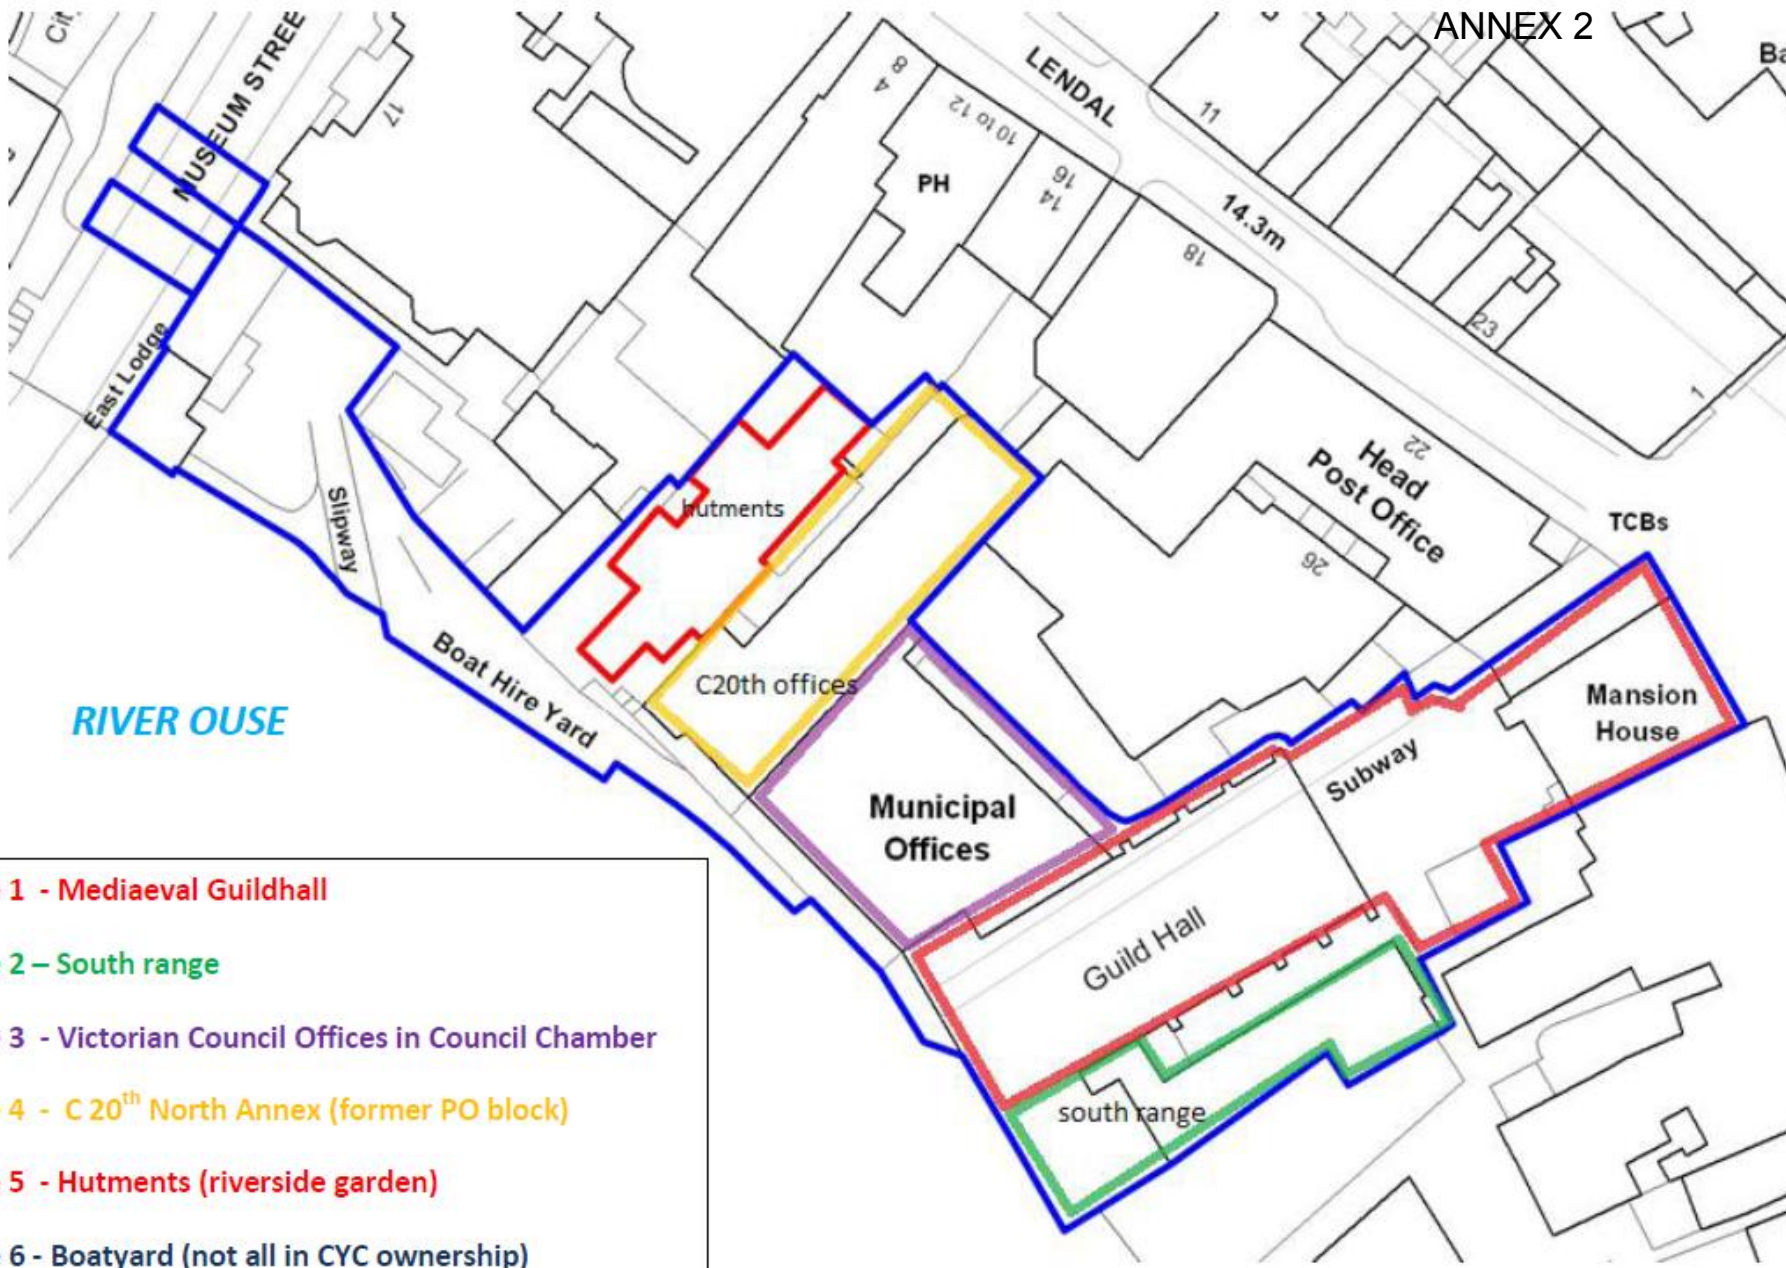 ANNEX 2
MUSEUM STREE
17
8
4
10 to 12
PH
16
14
LENDAL
11
14.3m
18
23
1
East Lodge
Slipway
hutments
Head
Post Office
22
26
TCBs
Boat Hire Yard
C20th offices
RIVER OUSE
Mansion
House
Subway
Municipal
Offices
Guild Hall
south range
1 - Mediaeval Guildhall
2 – South range
3 - Victorian Council Offices in Council Chamber
4 - C 20th North Annex (former PO block)
5 - Hutments (riverside garden)
6 - Boatyard (not all in CYC ownership)